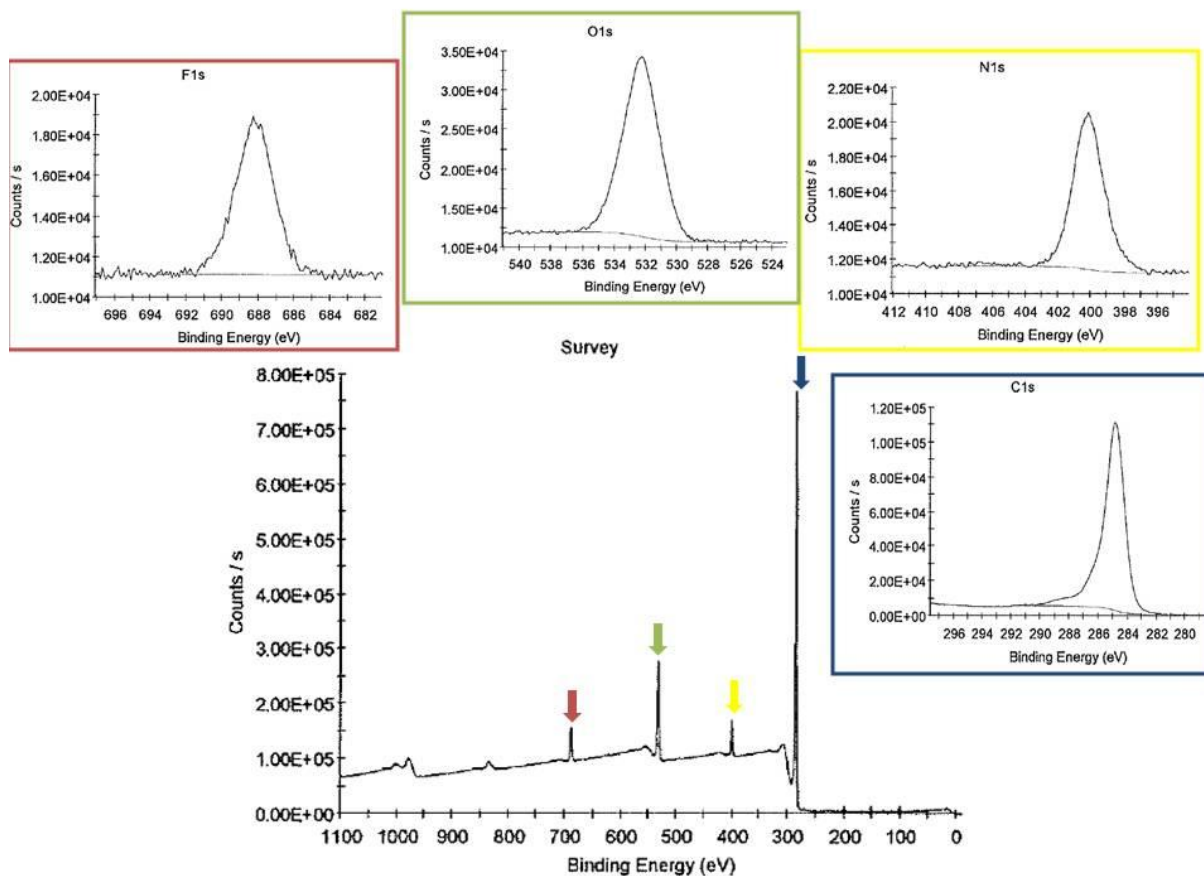 F1s
2.00E+04
1.80E+04
1.60E+04
1.40E+04
1.20E+04
1.00E+04
Counts / s
696 694 692 690 688 686 684 682
Binding Energy (eV)
O1s
3.50E+04
3.00E+04
2.50E+04
2.00E+04
1.50E+04
1.00E+04
Counts / s
540 538 536 534 532 530 528 526 524
Binding Energy (eV)
N1s
2.20E+04
2.00E+04
1.80E+04
1.60E+04
1.40E+04
1.20E+04
1.00E+04
Counts / s
412 410 408 406 404 402 400 398 396
Binding Energy (eV)
Survey
8.00E+05
7.00E+05
6.00E+05
5.00E+05
4.00E+05
3.00E+05
2.00E+05
1.00E+05
0.00E+00
Counts / s
1100 1000 900 800 700 600 500 400 300 200 100 0
Binding Energy (eV)
C1s
1.20E+05
1.00E+05
8.00E+04
6.00E+04
4.00E+04
2.00E+04
0.00E+00
Counts / s
296 294 292 290 288 286 284 282 280
Binding Energy (eV)